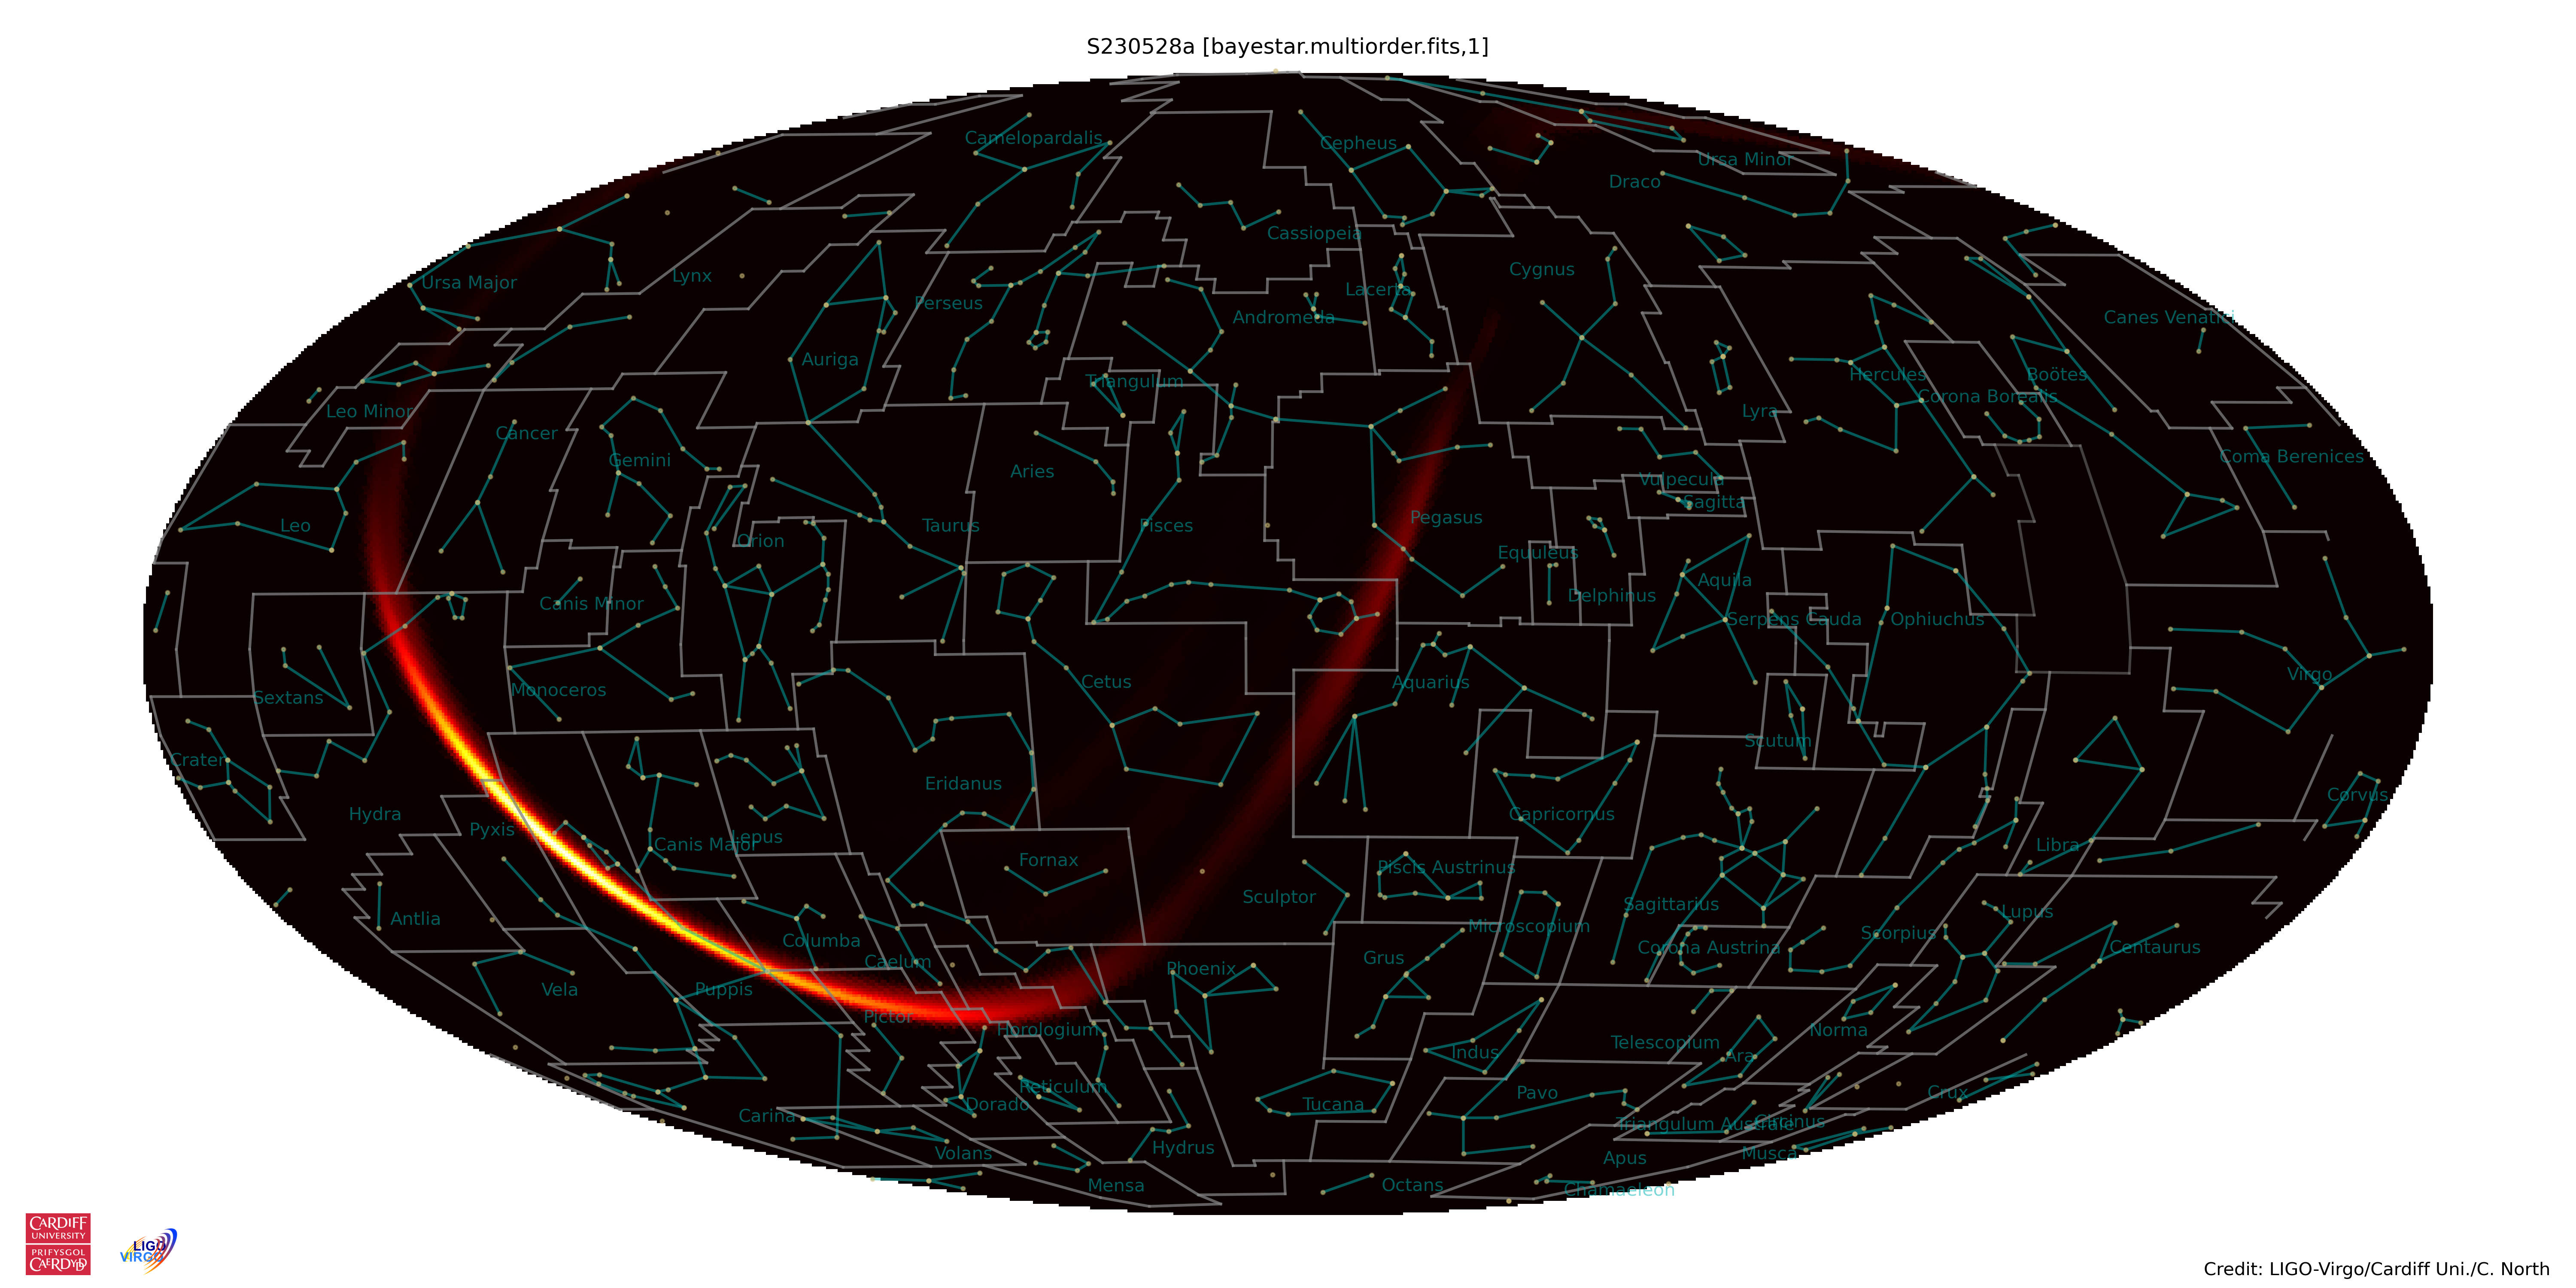 S230528a [bayestar.multiorder.fits,1]
Camelopardalis
Cepheus
Ursa Minor
Draco
Cassiopeia
Cygnus
Lynx
Ursa Major
Lacerta
Perseus
Andromeda
Canes Venatici
Auriga
Hercules
Boötes
Triangulum
Corona Borealis
Leo Minor
Lyra
Cancer
Coma Berenices
Gemini
Aries
Vulpecula
Sagitta
Pegasus
Leo
Taurus
Pisces
Orion
Equuleus
Aquila
Delphinus
Canis Minor
Serpens Cauda
Ophiuchus
Virgo
Cetus
Aquarius
Monoceros
Sextans
Scutum
Crater
Eridanus
Corvus
Hydra
Capricornus
Pyxis
Lepus
Canis Major
Libra
Fornax
Piscis Austrinus
Sculptor
Sagittarius
Lupus
Antlia
Microscopium
Scorpius
Columba
Corona Austrina
Centaurus
Grus
Caelum
Phoenix
Vela
Puppis
Pictor
Horologium
Norma
Telescopium
Indus
Ara
Reticulum
Pavo
Crux
Dorado
Tucana
Carina
Triangulum Australe
Circinus
Hydrus
Volans
Musca
Apus
Mensa
Octans
Chamaeleon
CARDIFF
UNIVERSITY
PRIFYSGOL
CAERDYDD
LIGO
VIRGO
Credit: LIGO-Virgo/Cardiff Uni./C. North